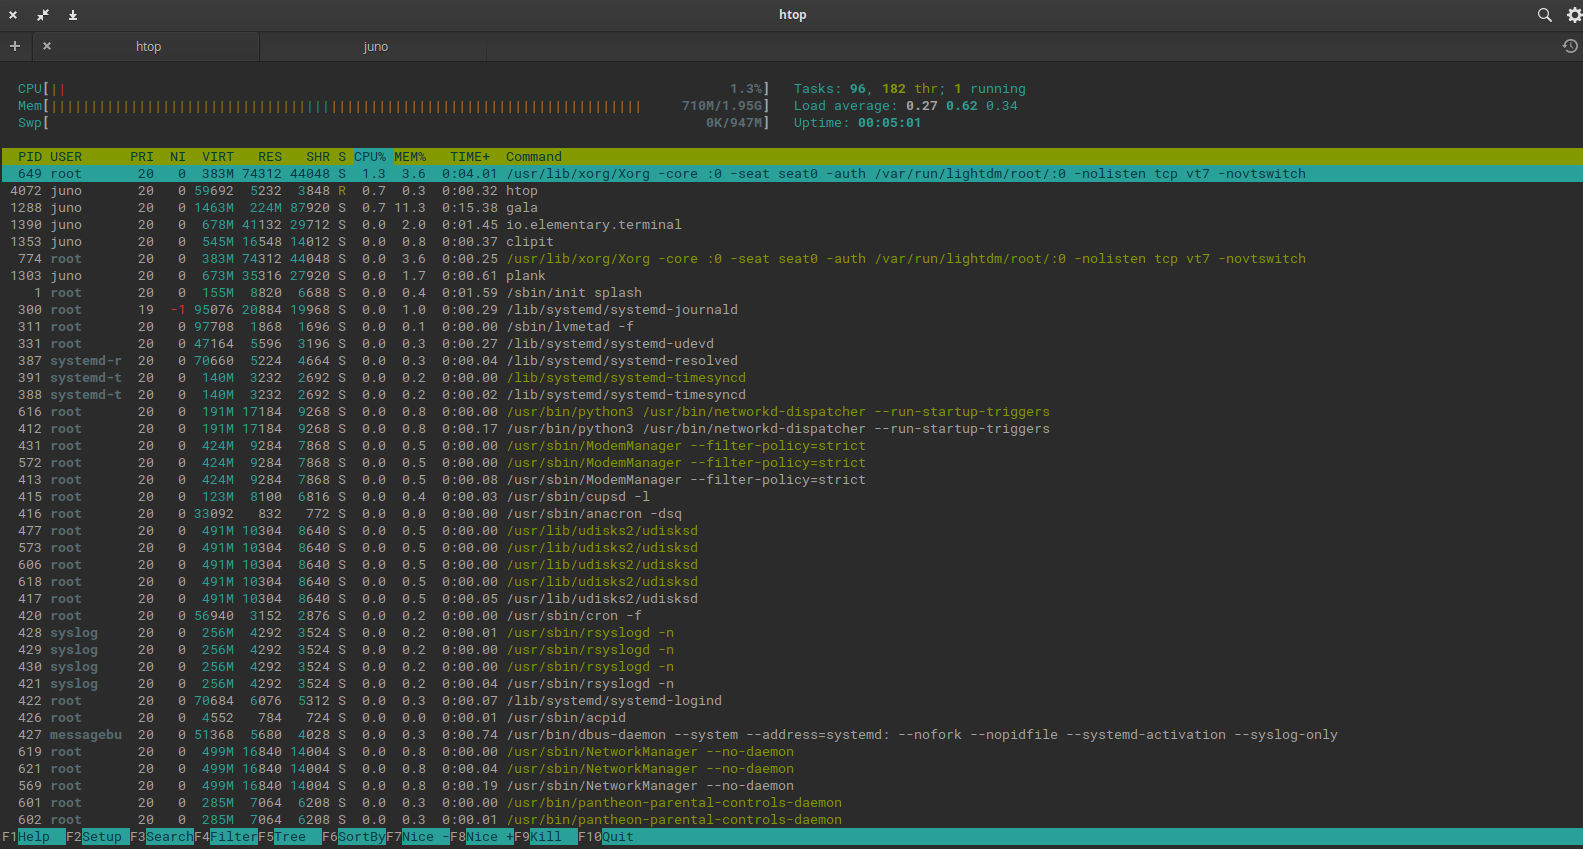 htop
htop juno
CPU[|| 1.3%] Tasks: 96, 182 thr; 1 running
Mem[|||||||||||||||||||||||||||||||||||||||||||||||||||||||||||||||||||||||||| 710M/1.95G] Load average: 0.27 0.62 0.34
Swp[ 0K/947M] Uptime: 00:05:01
PID USER PRI NI VIRT RES SHR S CPU% MEM% TIME+ Command
649 root 20 0 383M 74312 44048 S 1.3 3.6 0:04.01 /usr/lib/xorg/Xorg -core :0 -seat seat0 -auth /var/run/lightdm/root/:0 -nolisten tcp vt7 -novtswitch
4072 juno 20 0 59692 5232 3848 R 0.7 0.3 0:00.32 htop
1288 juno 20 0 1463M 224M 87920 S 0.7 11.3 0:15.38 gala
1390 juno 20 0 678M 41132 29712 S 0.0 2.0 0:01.45 io.elementary.terminal
1353 juno 20 0 545M 16548 14012 S 0.0 0.8 0:00.37 clipit
774 root 20 0 383M 74312 44048 S 0.0 3.6 0:00.25 /usr/lib/xorg/Xorg -core :0 -seat seat0 -auth /var/run/lightdm/root/:0 -nolisten tcp vt7 -novtswitch
1303 juno 20 0 673M 35316 27920 S 0.0 1.7 0:00.61 plank
1 root 20 0 155M 8820 6688 S 0.0 0.4 0:01.59 /sbin/init splash
300 root 19 -1 95076 20884 19968 S 0.0 1.0 0:00.29 /lib/systemd/systemd-journald
311 root 20 0 97708 1868 1696 S 0.0 0.1 0:00.00 /sbin/lvmetad -f
331 root 20 0 47164 5596 3196 S 0.0 0.3 0:00.27 /lib/systemd/systemd-udevd
387 systemd-r 20 0 70660 5224 4664 S 0.0 0.3 0:00.04 /lib/systemd/systemd-resolved
391 systemd-t 20 0 140M 3232 2692 S 0.0 0.2 0:00.00 /lib/systemd/systemd-timesyncd
388 systemd-t 20 0 140M 3232 2692 S 0.0 0.2 0:00.02 /lib/systemd/systemd-timesyncd
616 root 20 0 191M 17184 9268 S 0.0 0.8 0:00.00 /usr/bin/python3 /usr/bin/networkd-dispatcher --run-startup-triggers
412 root 20 0 191M 17184 9268 S 0.0 0.8 0:00.17 /usr/bin/python3 /usr/bin/networkd-dispatcher --run-startup-triggers
431 root 20 0 424M 9284 7868 S 0.0 0.5 0:00.00 /usr/sbin/ModemManager --filter-policy=strict
572 root 20 0 424M 9284 7868 S 0.0 0.5 0:00.00 /usr/sbin/ModemManager --filter-policy=strict
413 root 20 0 424M 9284 7868 S 0.0 0.5 0:00.08 /usr/sbin/ModemManager --filter-policy=strict
415 root 20 0 123M 8100 6816 S 0.0 0.4 0:00.03 /usr/sbin/cupsd -l
416 root 20 0 33092 832 772 S 0.0 0.0 0:00.00 /usr/sbin/anacron -dsq
477 root 20 0 491M 10304 8640 S 0.0 0.5 0:00.00 /usr/lib/udisks2/udisksd
573 root 20 0 491M 10304 8640 S 0.0 0.5 0:00.00 /usr/lib/udisks2/udisksd
606 root 20 0 491M 10304 8640 S 0.0 0.5 0:00.00 /usr/lib/udisks2/udisksd
618 root 20 0 491M 10304 8640 S 0.0 0.5 0:00.00 /usr/lib/udisks2/udisksd
417 root 20 0 491M 10304 8640 S 0.0 0.5 0:00.05 /usr/lib/udisks2/udisksd
420 root 20 0 56940 3152 2876 S 0.0 0.2 0:00.00 /usr/sbin/cron -f
428 syslog 20 0 256M 4292 3524 S 0.0 0.2 0:00.01 /usr/sbin/rsyslogd -n
429 syslog 20 0 256M 4292 3524 S 0.0 0.2 0:00.00 /usr/sbin/rsyslogd -n
430 syslog 20 0 256M 4292 3524 S 0.0 0.2 0:00.00 /usr/sbin/rsyslogd -n
421 syslog 20 0 256M 4292 3524 S 0.0 0.2 0:00.04 /usr/sbin/rsyslogd -n
422 root 20 0 70684 6076 5312 S 0.0 0.3 0:00.07 /lib/systemd/systemd-logind
426 root 20 0 4552 784 724 S 0.0 0.0 0:00.01 /usr/sbin/acpid
427 messagebu 20 0 51368 5680 4028 S 0.0 0.3 0:00.74 /usr/bin/dbus-daemon --system --address=systemd: --nofork --nopidfile --systemd-activation --syslog-only
619 root 20 0 499M 16840 14004 S 0.0 0.8 0:00.00 /usr/sbin/NetworkManager --no-daemon
621 root 20 0 499M 16840 14004 S 0.0 0.8 0:00.04 /usr/sbin/NetworkManager --no-daemon
569 root 20 0 499M 16840 14004 S 0.0 0.8 0:00.19 /usr/sbin/NetworkManager --no-daemon
601 root 20 0 285M 7064 6208 S 0.0 0.3 0:00.00 /usr/bin/pantheon-parental-controls-daemon
602 root 20 0 285M 7064 6208 S 0.0 0.3 0:00.00 /usr/bin/pantheon-parental-controls-daemon
F1Help F2Setup F3SearchF4FilterF5Tree F6SortByF7Nice -F8Nice +F9Kill F10Quit